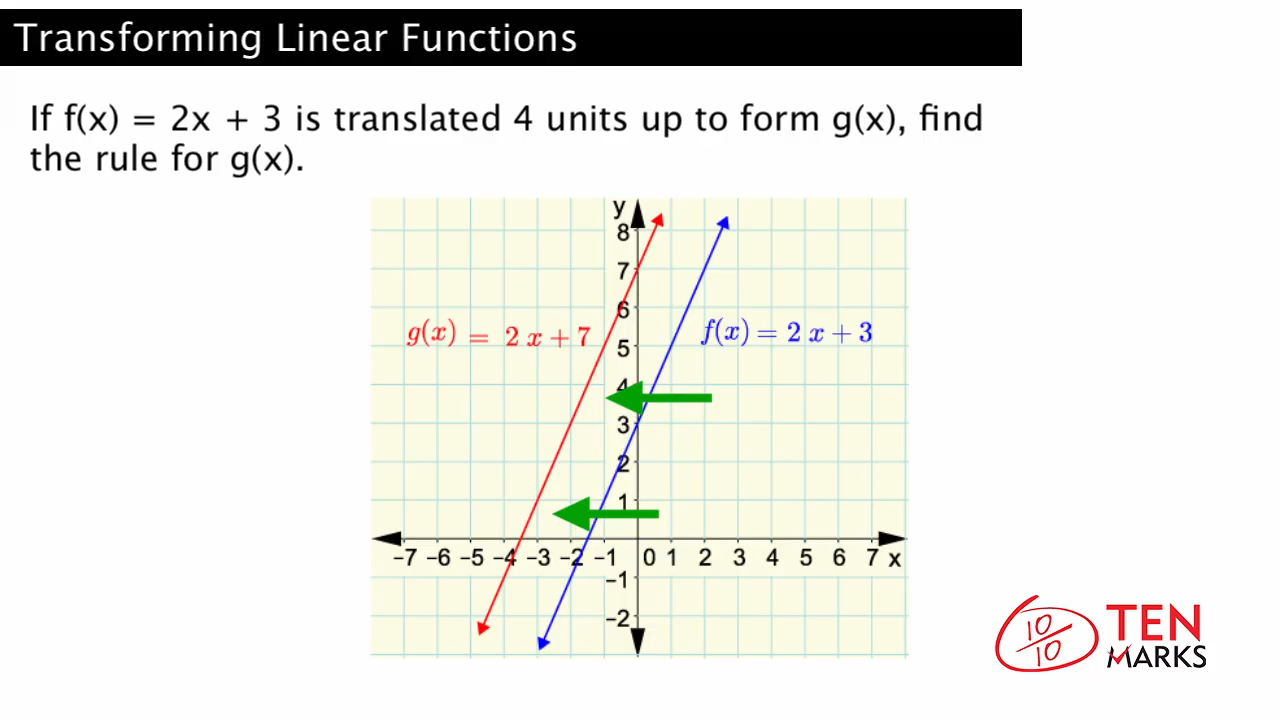 Transforming Linear Functions
If f(x) = 2x + 3 is translated 4 units up to form g(x), find
the rule for g(x).
y
8
7
6
g(x) = 2 x + 7
f(x) = 2 x + 3
5
4
3
2
1
−7 −6 −5 −4 −3 −2 −1 0 1 2 3 4 5 6 7 x
−1
−2
10/10
TEN
MARKS